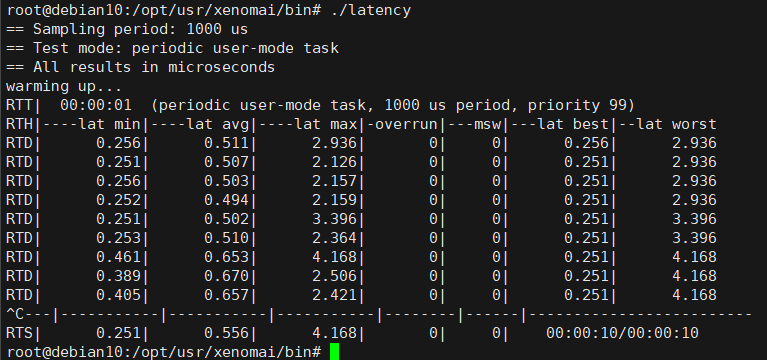 root@debian10:/opt/usr/xenomai/bin# ./latency
== Sampling period: 1000 us
== Test mode: periodic user-mode task
== All results in microseconds
warming up...
RTT|  00:00:01  (periodic user-mode task, 1000 us period, priority 99)
RTH|----lat min|----lat avg|----lat max|-overrun|---msw|---lat best|--lat worst
RTD|      0.256|      0.511|      2.936|       0|     0|      0.256|      2.936
RTD|      0.251|      0.507|      2.126|       0|     0|      0.251|      2.936
RTD|      0.256|      0.503|      2.157|       0|     0|      0.251|      2.936
RTD|      0.252|      0.494|      2.159|       0|     0|      0.251|      2.936
RTD|      0.251|      0.502|      3.396|       0|     0|      0.251|      3.396
RTD|      0.253|      0.510|      2.364|       0|     0|      0.251|      3.396
RTD|      0.461|      0.653|      4.168|       0|     0|      0.251|      4.168
RTD|      0.389|      0.670|      2.506|       0|     0|      0.251|      4.168
RTD|      0.405|      0.657|      2.421|       0|     0|      0.251|      4.168
^C---|-----------|-----------|-----------|--------|------|-------------------------
RTS|      0.251|      0.556|      4.168|       0|     0|    00:00:10/00:00:10
root@debian10:/opt/usr/xenomai/bin#